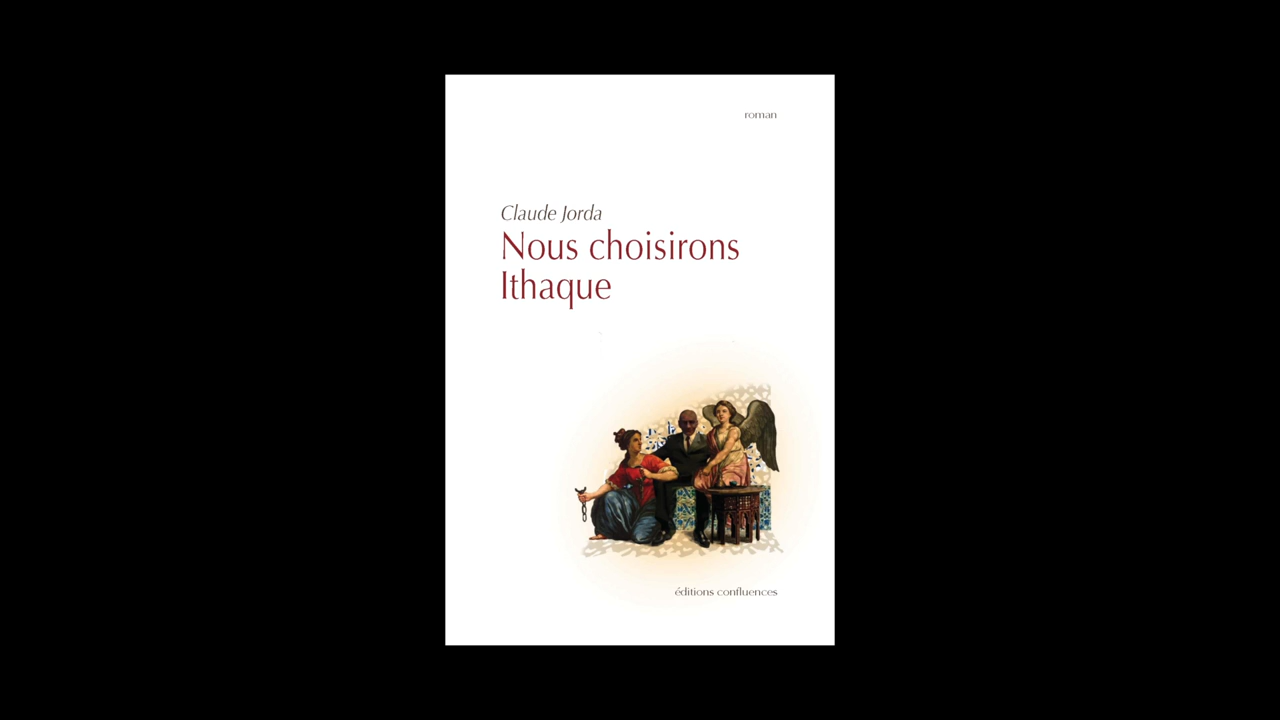 roman
Claude Jorda
Nous choisirons
Ithaque
éditions confluences